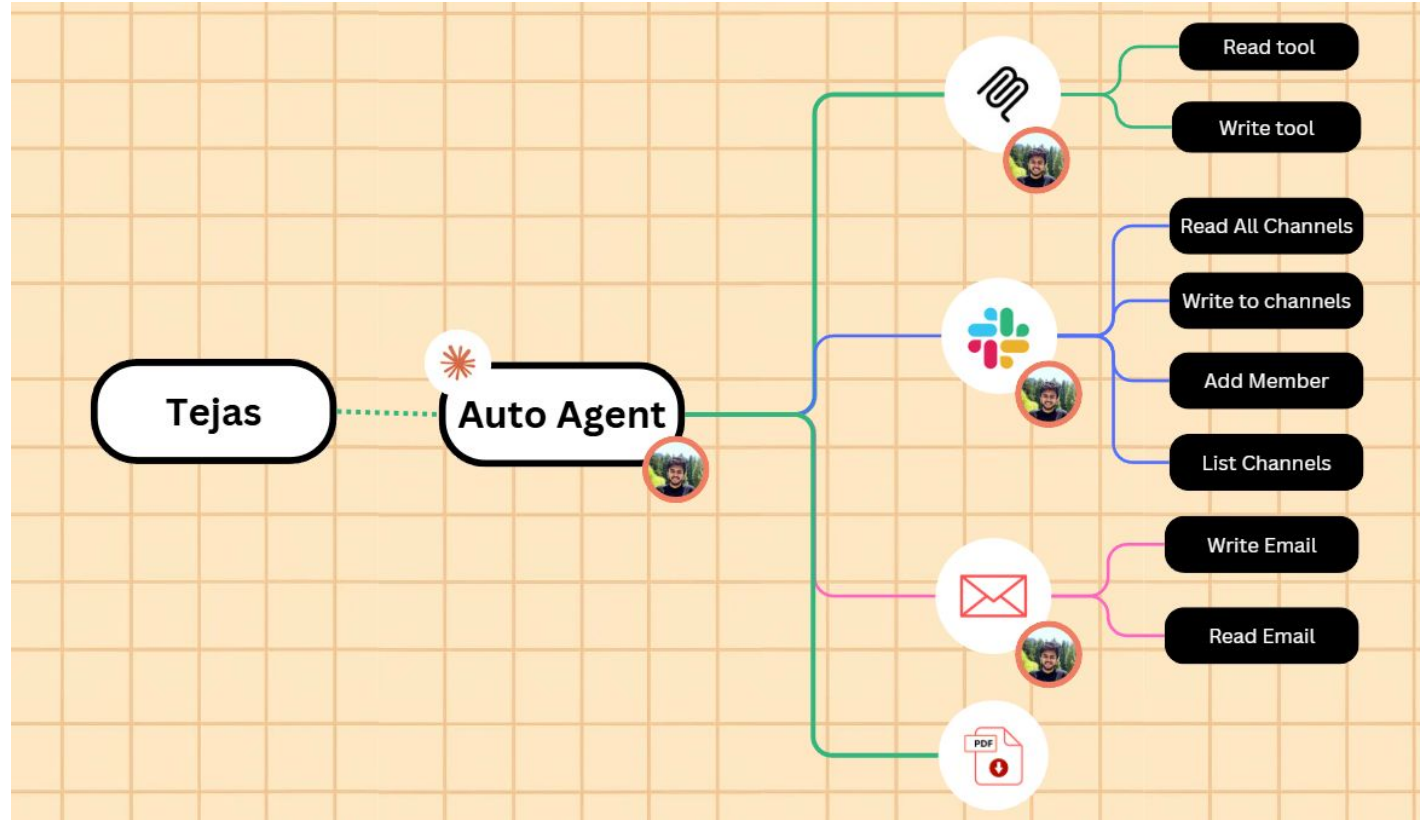 Read tool
Write tool
Read All Channels
Write to channels
Tejas
Auto Agent
Add Member
List Channels
Write Email
Read Email
PDF